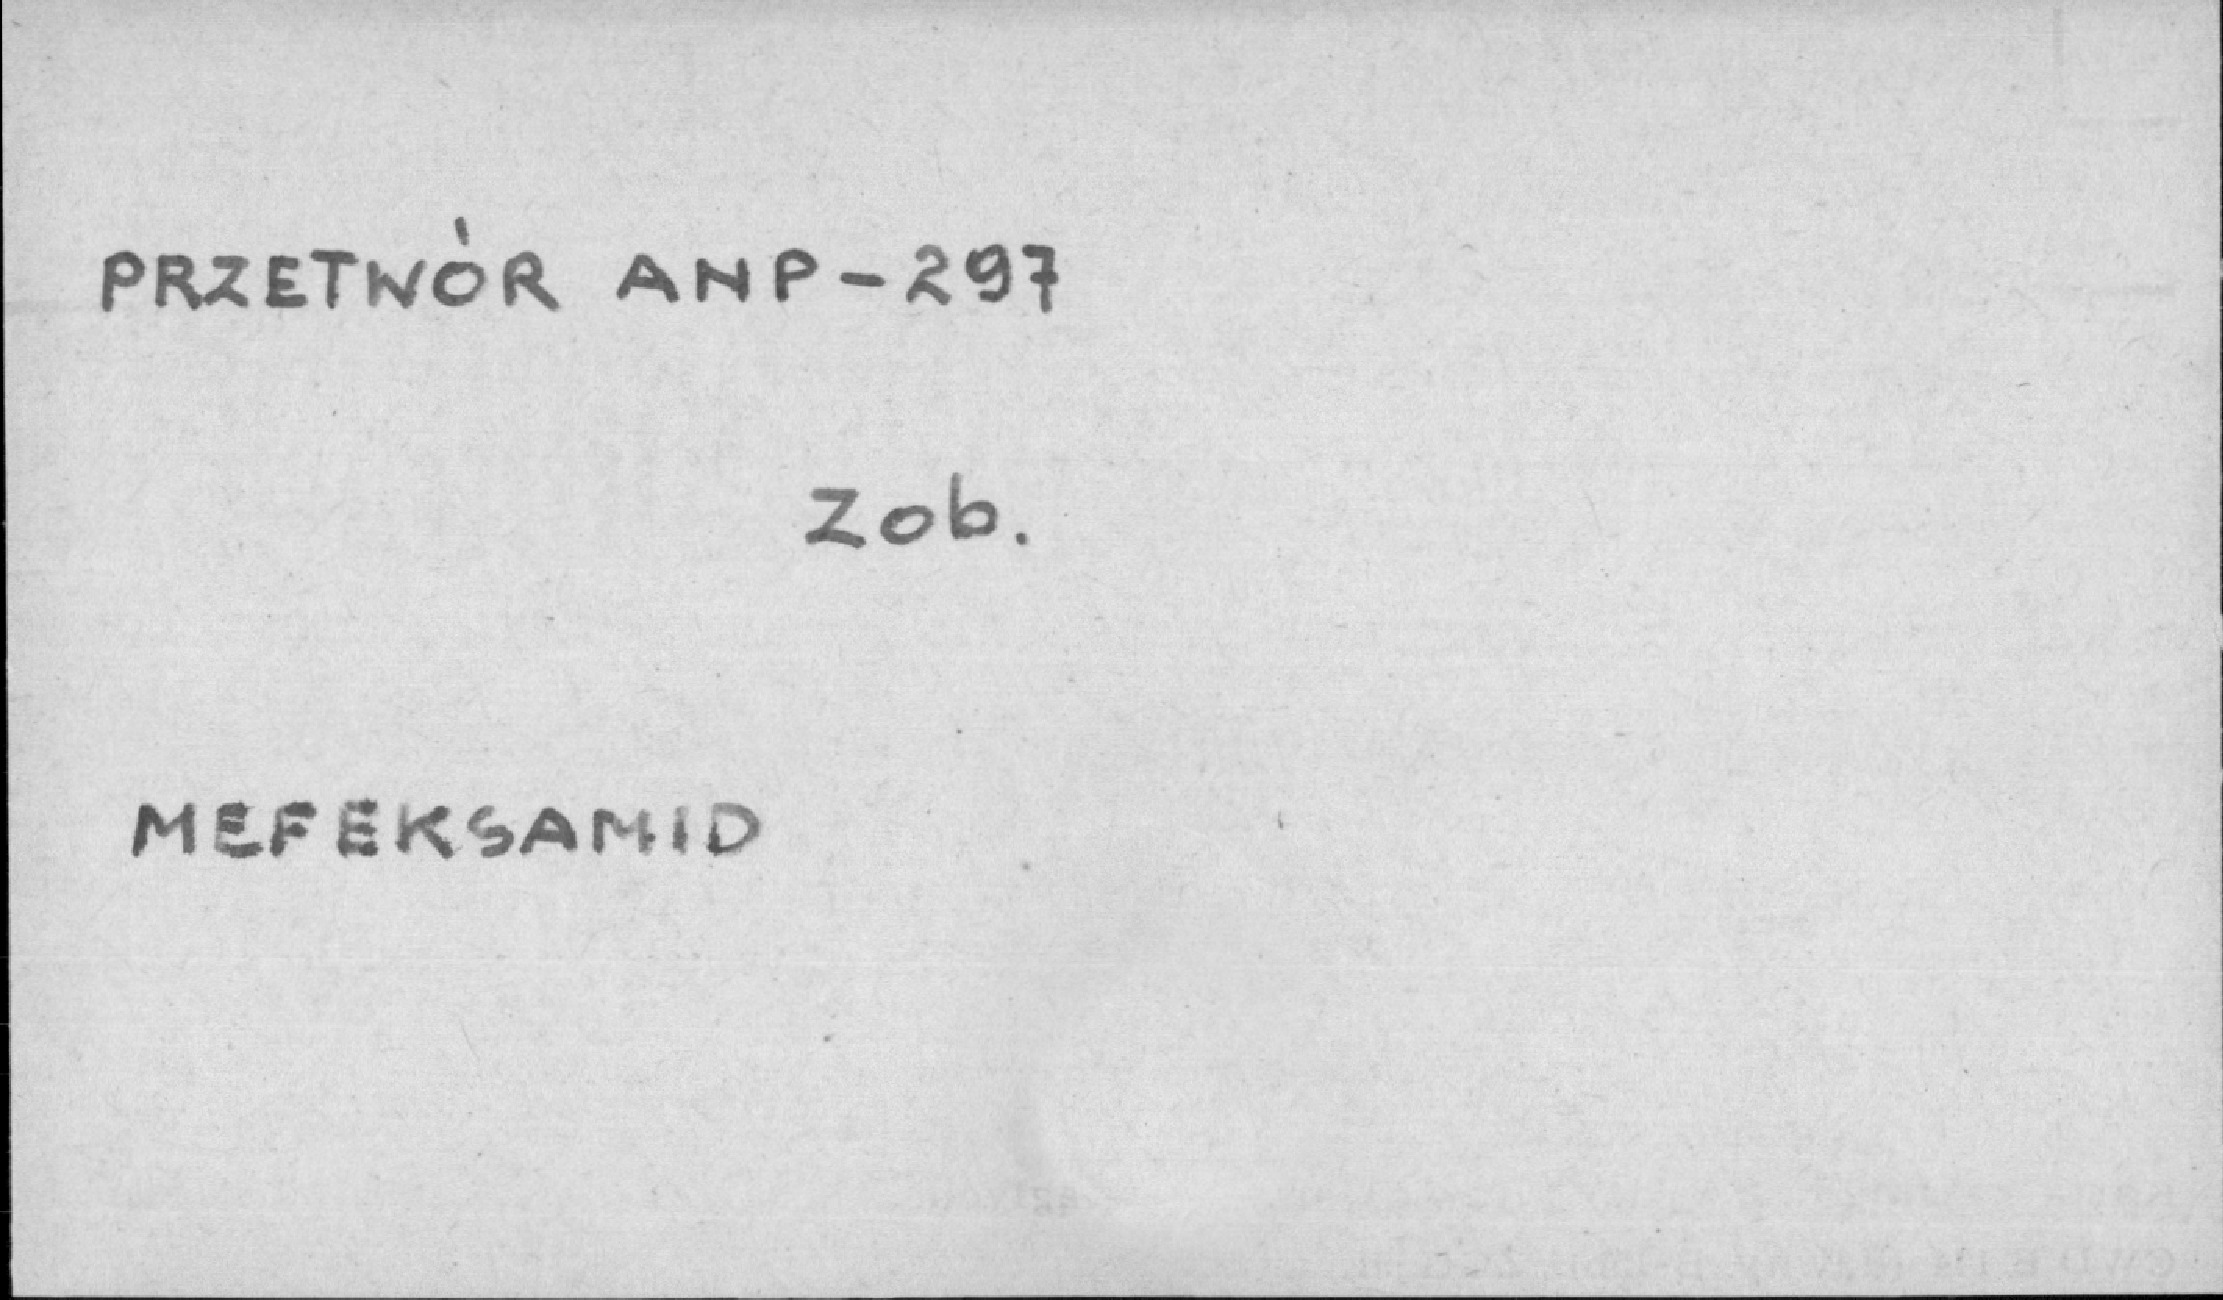 PRZETWÓR ANP-297
Zob.
MEFEKSAMID